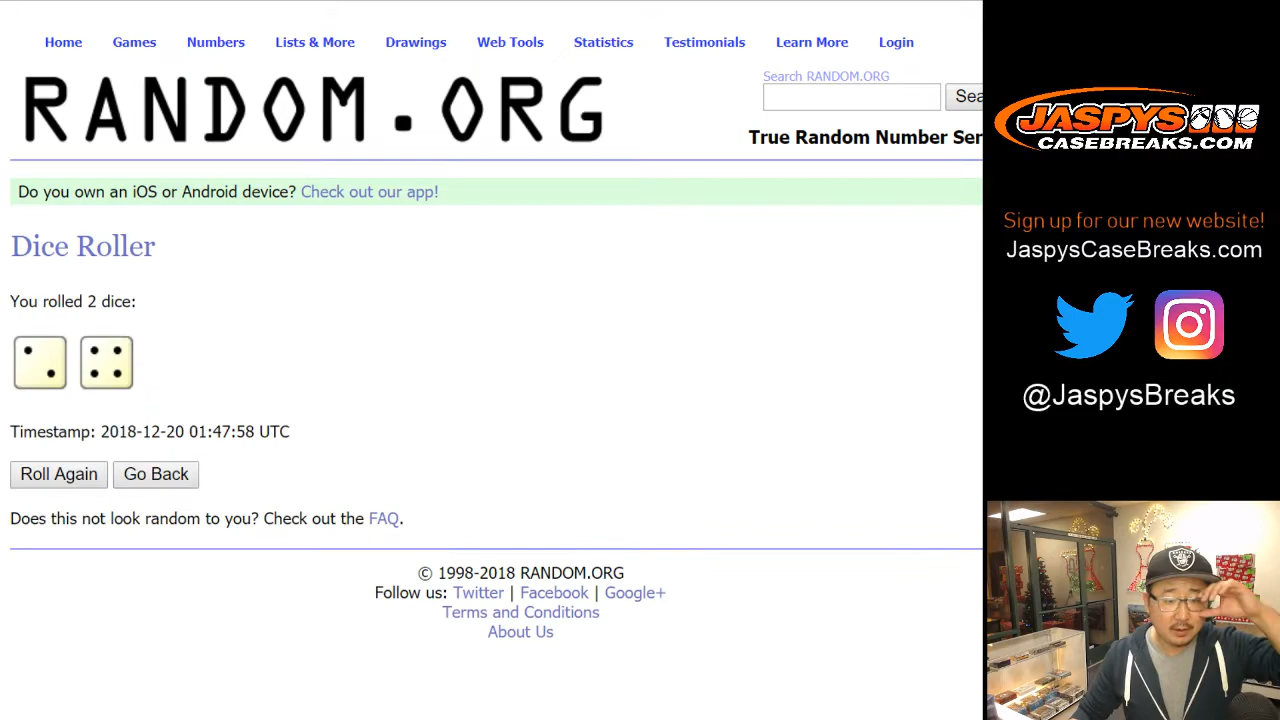 Home Games Numbers Lists & More Drawings Web Tools Statistics Testimonials Learn More Login
RANDOM.ORG
Search RANDOM.ORG
Sea
True Random Number Ser
Do you own an iOS or Android device? Check out our app!
Dice Roller
You rolled 2 dice:
Timestamp: 2018-12-20 01:47:58 UTC
Roll Again Go Back
Does this not look random to you? Check out the FAQ.
© 1998-2018 RANDOM.ORG
Follow us: Twitter | Facebook | Google+
Terms and Conditions
About Us
JASPYS
CASEBREAKS.COM
Sign up for our new website!
JaspysCaseBreaks.com
@JaspysBreaks